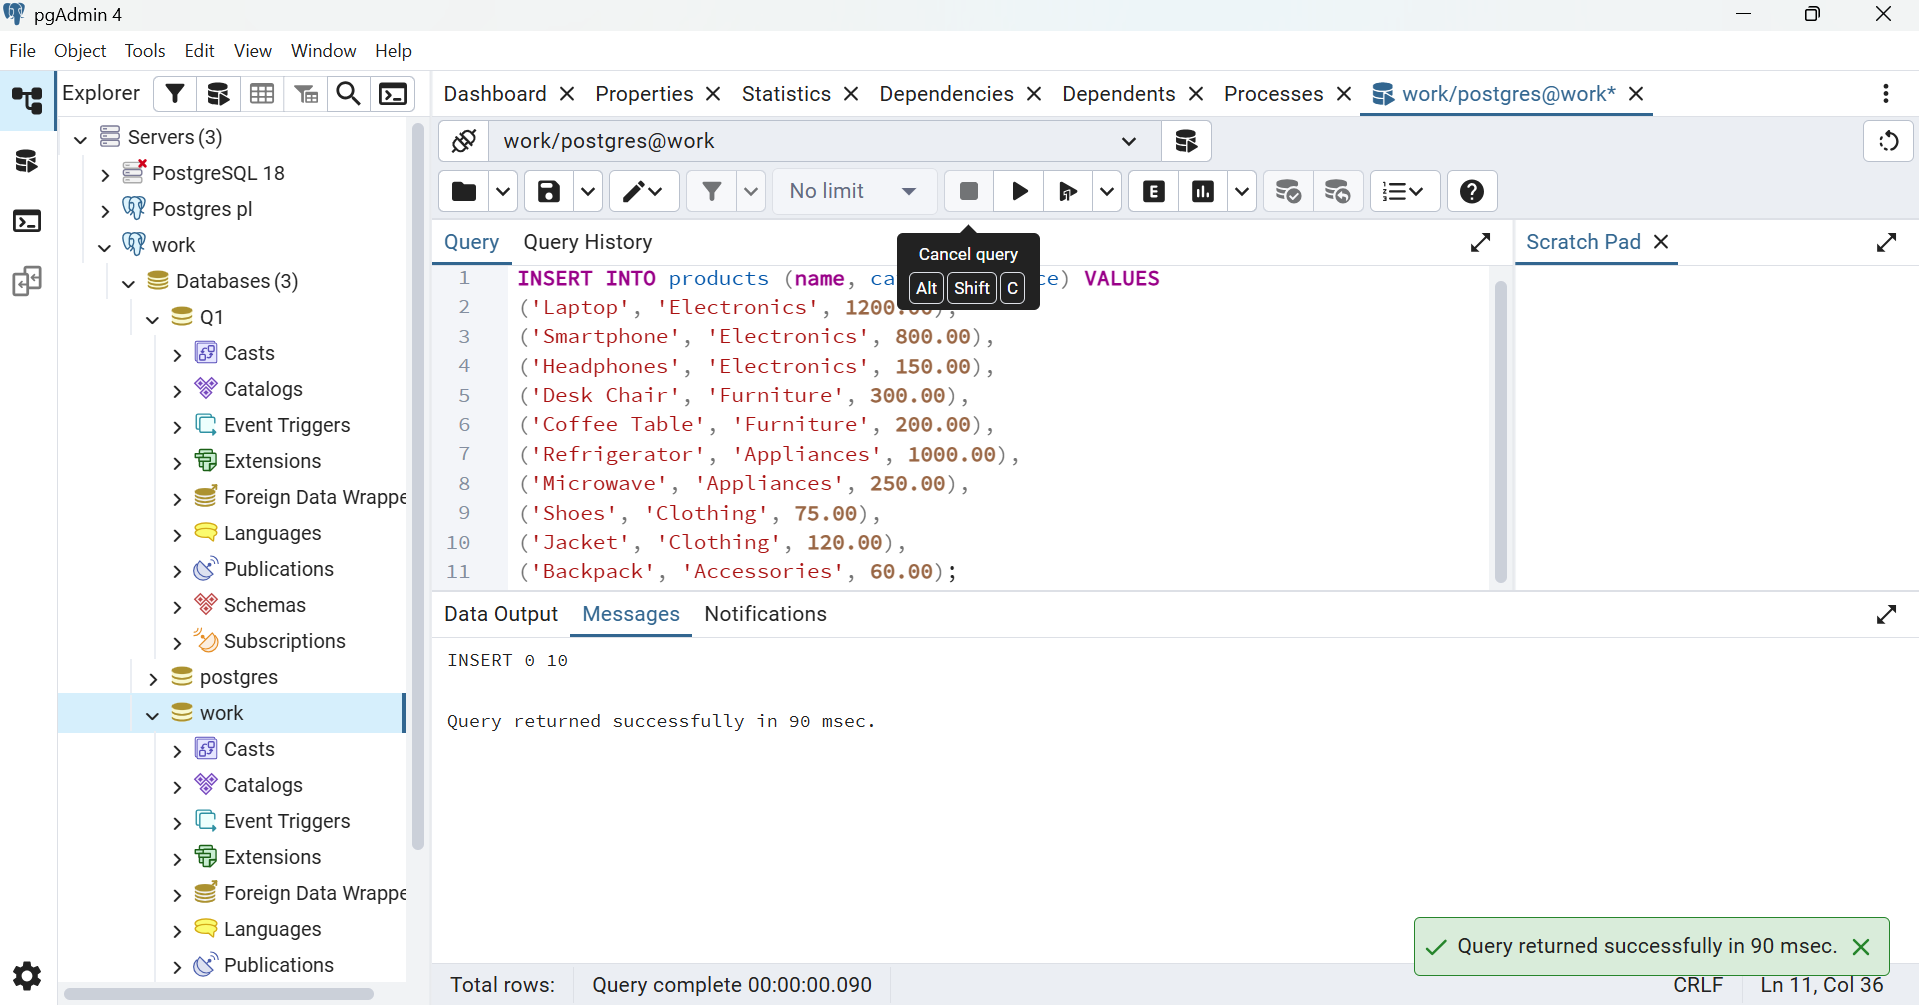 pgAdmin 4
File Object Tools Edit View Window Help
Explorer
Dashboard Properties Statistics Dependencies Dependents Processes work/postgres@work*
Servers (3)
PostgreSQL 18
Postgres pl
work
Databases (3)
Q1
Casts
Catalogs
Event Triggers
Extensions
Foreign Data Wrappe
Languages
Publications
Schemas
Subscriptions
postgres
work
Casts
Catalogs
Event Triggers
Extensions
Foreign Data Wrappe
Languages
Publications
work/postgres@work
No limit
E
Query Query History
Cancel query
Alt Shift C
Scratch Pad
1 INSERT INTO products (name, ca ce) VALUES
2 ('Laptop', 'Electronics', 1200.00),
3 ('Smartphone', 'Electronics', 800.00),
4 ('Headphones', 'Electronics', 150.00),
5 ('Desk Chair', 'Furniture', 300.00),
6 ('Coffee Table', 'Furniture', 200.00),
7 ('Refrigerator', 'Appliances', 1000.00),
8 ('Microwave', 'Appliances', 250.00),
9 ('Shoes', 'Clothing', 75.00),
10 ('Jacket', 'Clothing', 120.00),
11 ('Backpack', 'Accessories', 60.00);
Data Output Messages Notifications
INSERT 0 10
Query returned successfully in 90 msec.
Query returned successfully in 90 msec.
Total rows: Query complete 00:00:00.090 CRLF Ln 11, Col 36